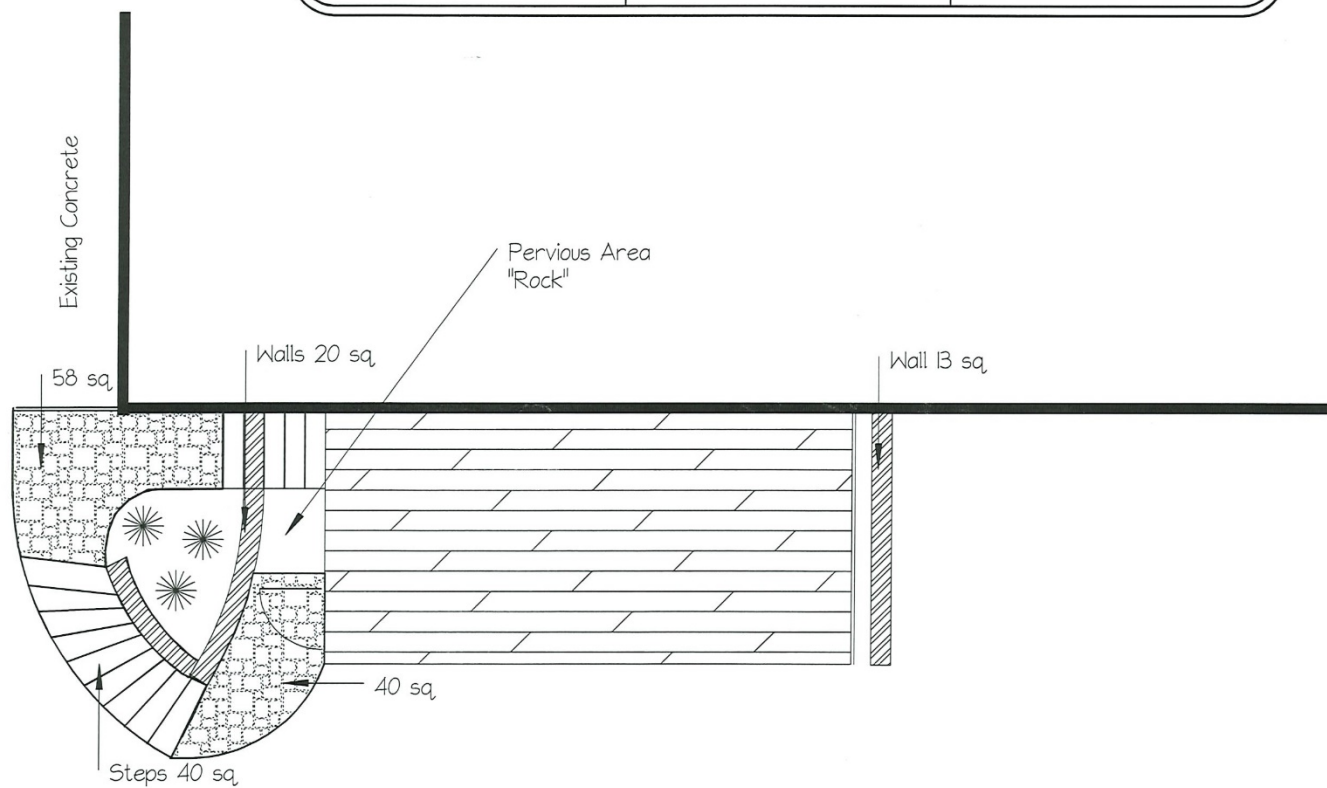 Existing Concrete
Pervious Area
"Rock"
Walls 20 sq
Wall 13 sq
58 sq
40 sq
Steps 40 sq